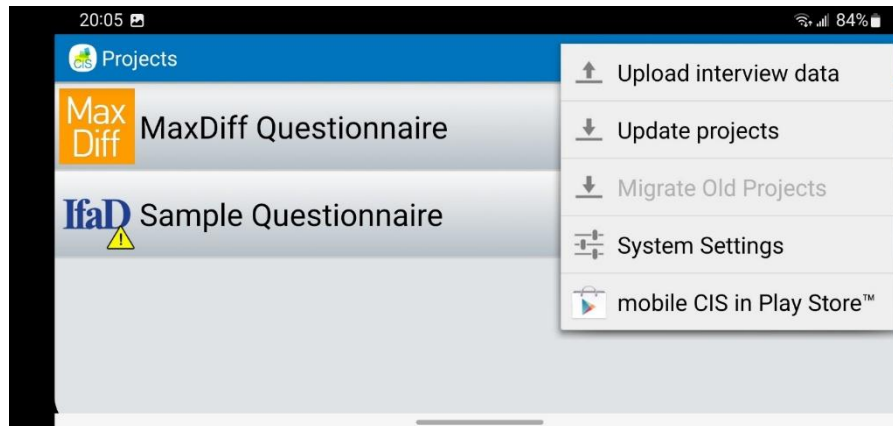 20:05
84%
CIS
Projects
Max
Diff
MaxDiff Questionnaire
IfaD
Sample Questionnaire
Upload interview data
Update projects
Migrate Old Projects
System Settings
mobile CIS in Play Store™